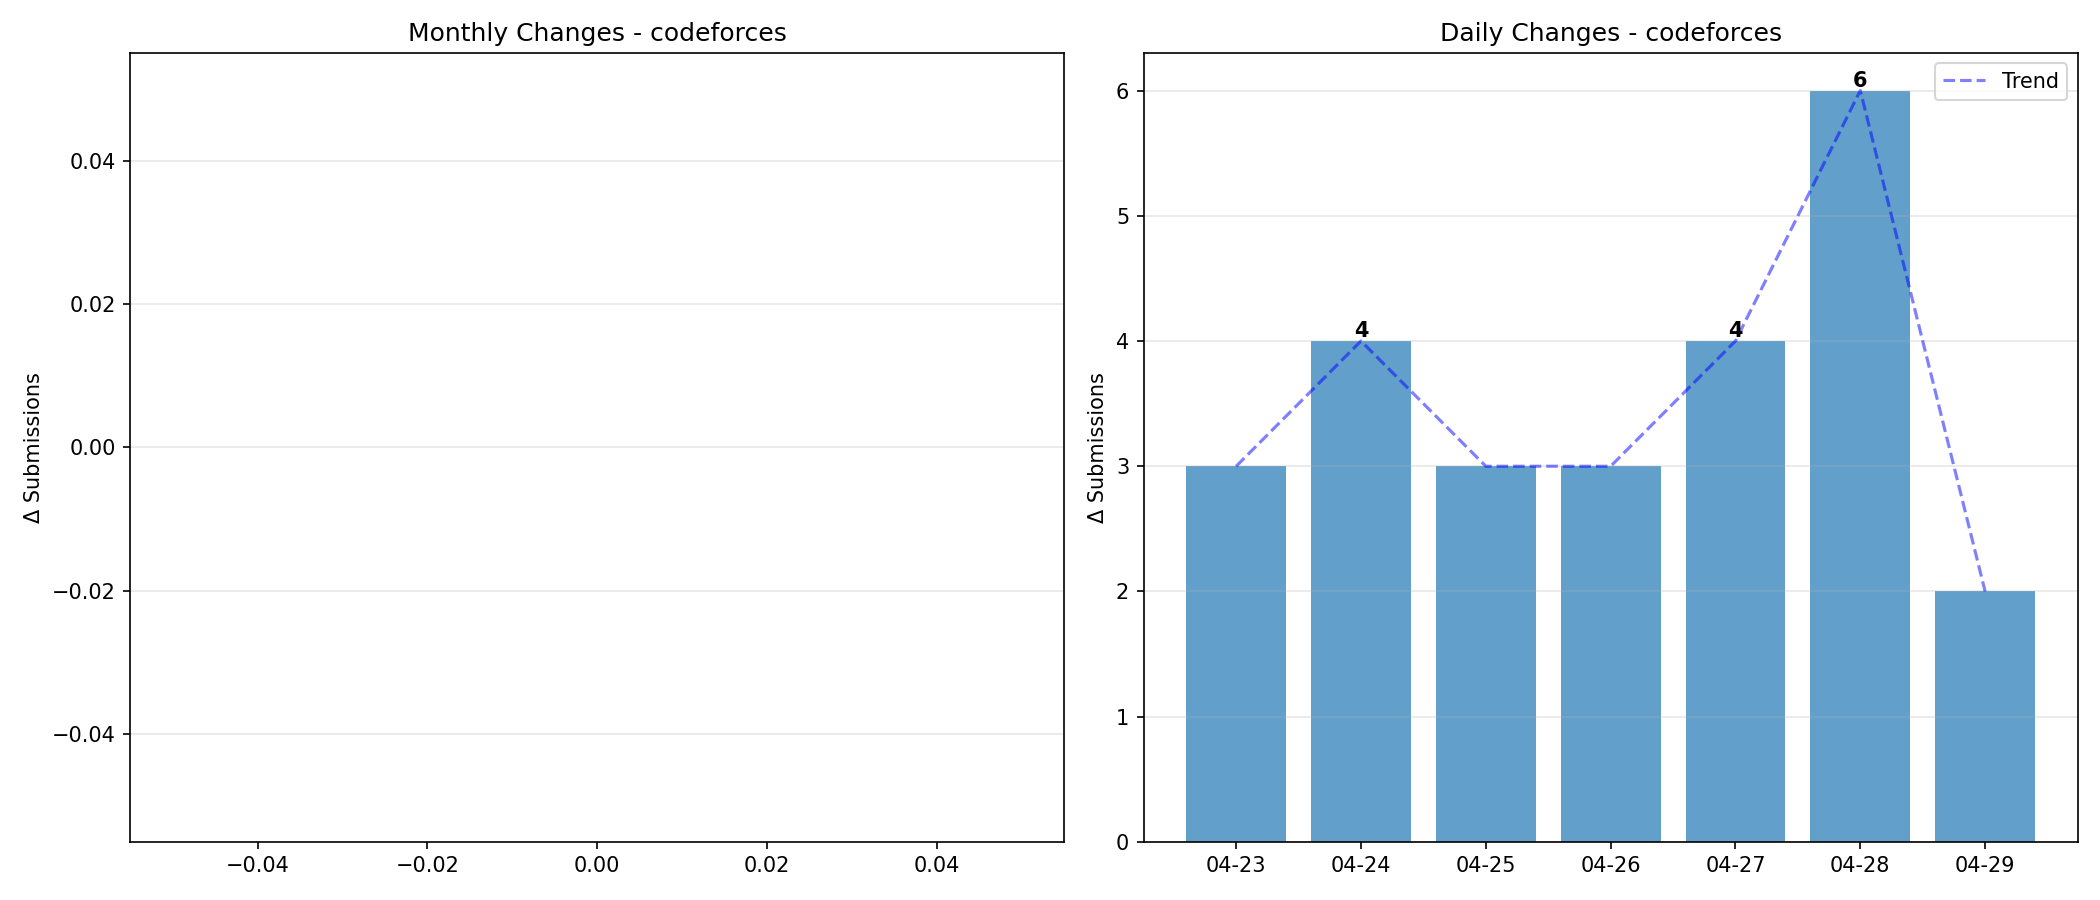 Monthly Changes - codeforces
Δ Submissions
0.04
0.02
0.00
−0.02
−0.04
−0.04 −0.02 0.00 0.02 0.04
Daily Changes - codeforces
Trend
Δ Submissions
6
5
4
3
2
1
0
4
4
6
04-23 04-24 04-25 04-26 04-27 04-28 04-29